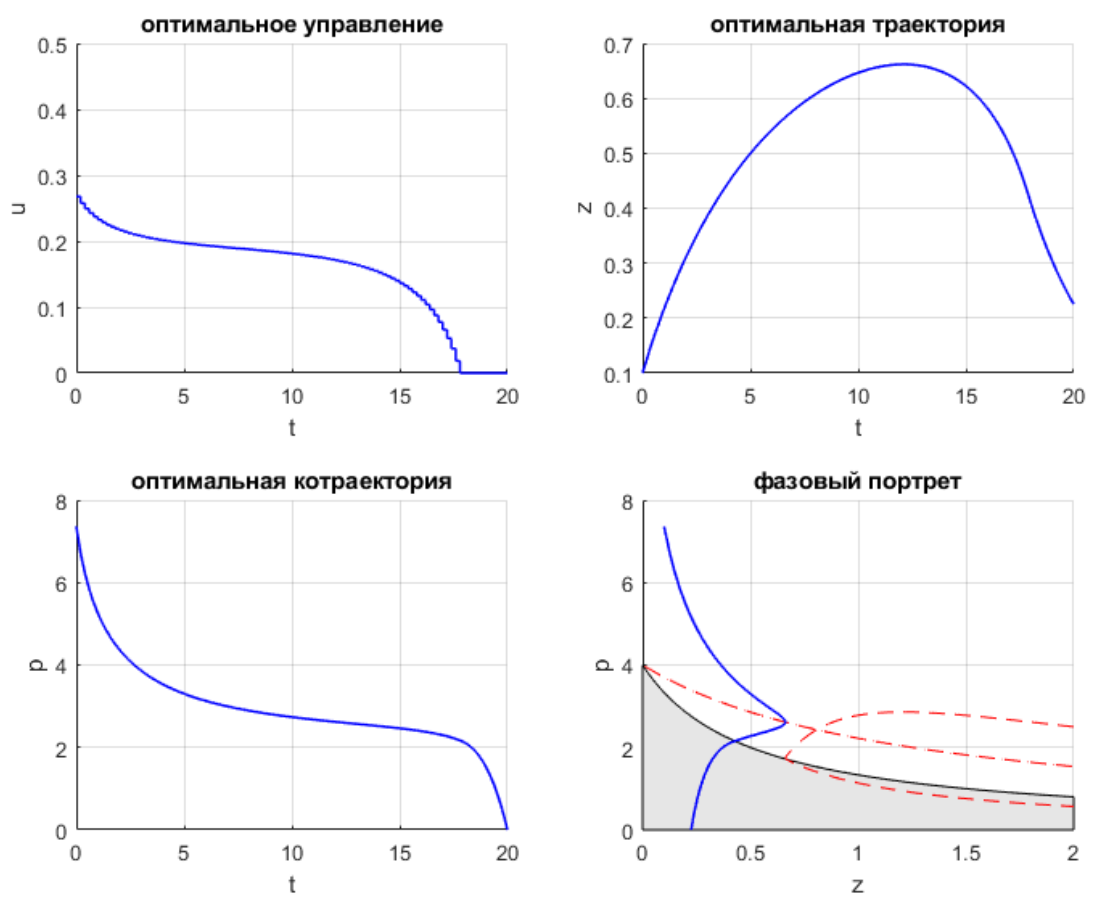 оптимальное управление
0.5
0.4
0.3
0.2
0.1
0
u
0 5 10 15 20
t
оптимальная траектория
0.7
0.6
0.5
0.4
0.3
0.2
0.1
z
0 5 10 15 20
t
оптимальная котраектория
8
6
4
2
0
p
0 5 10 15 20
t
фазовый портрет
8
6
4
2
0
p
0 0.5 1 1.5 2
z